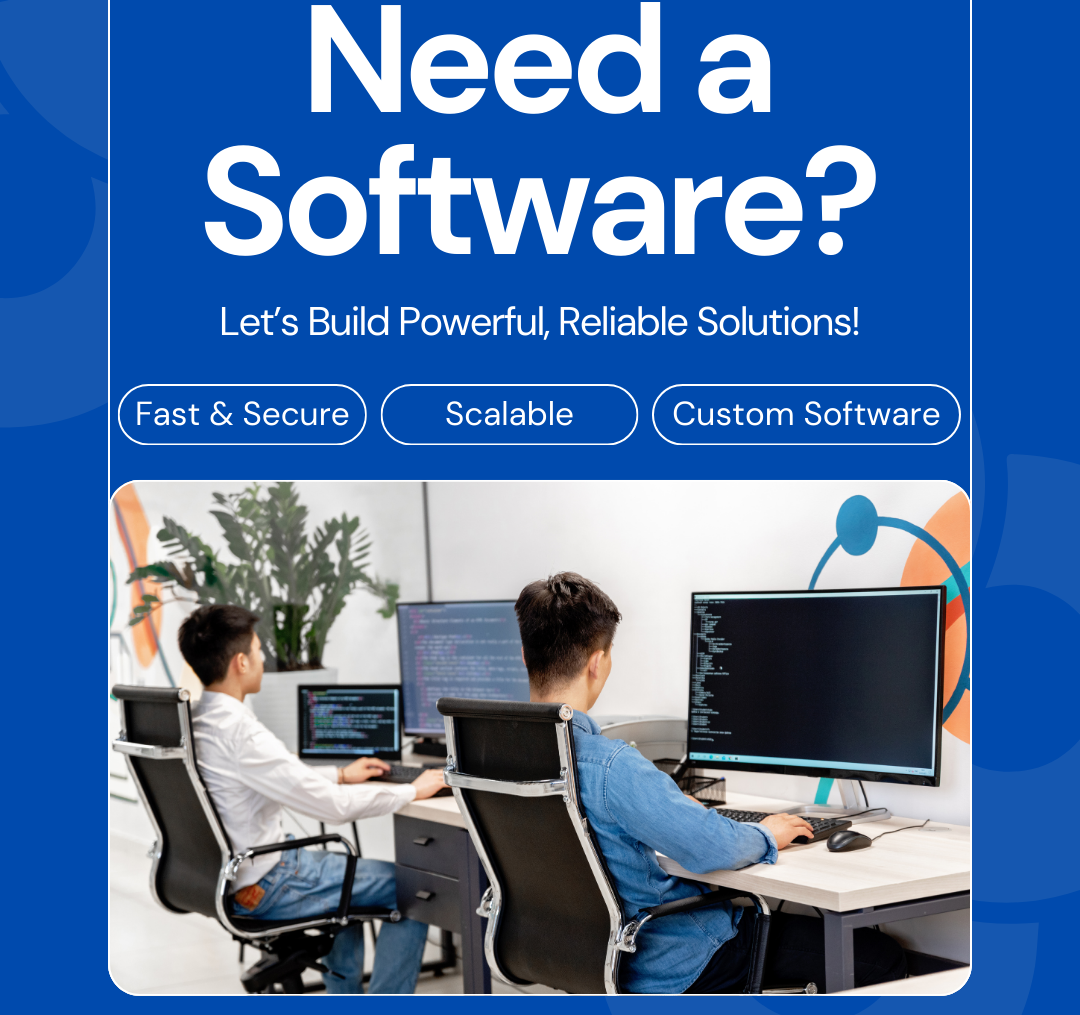 Need a
Software?
Let’s Build Powerful, Reliable Solutions!
Fast & Secure
Scalable
Custom Software